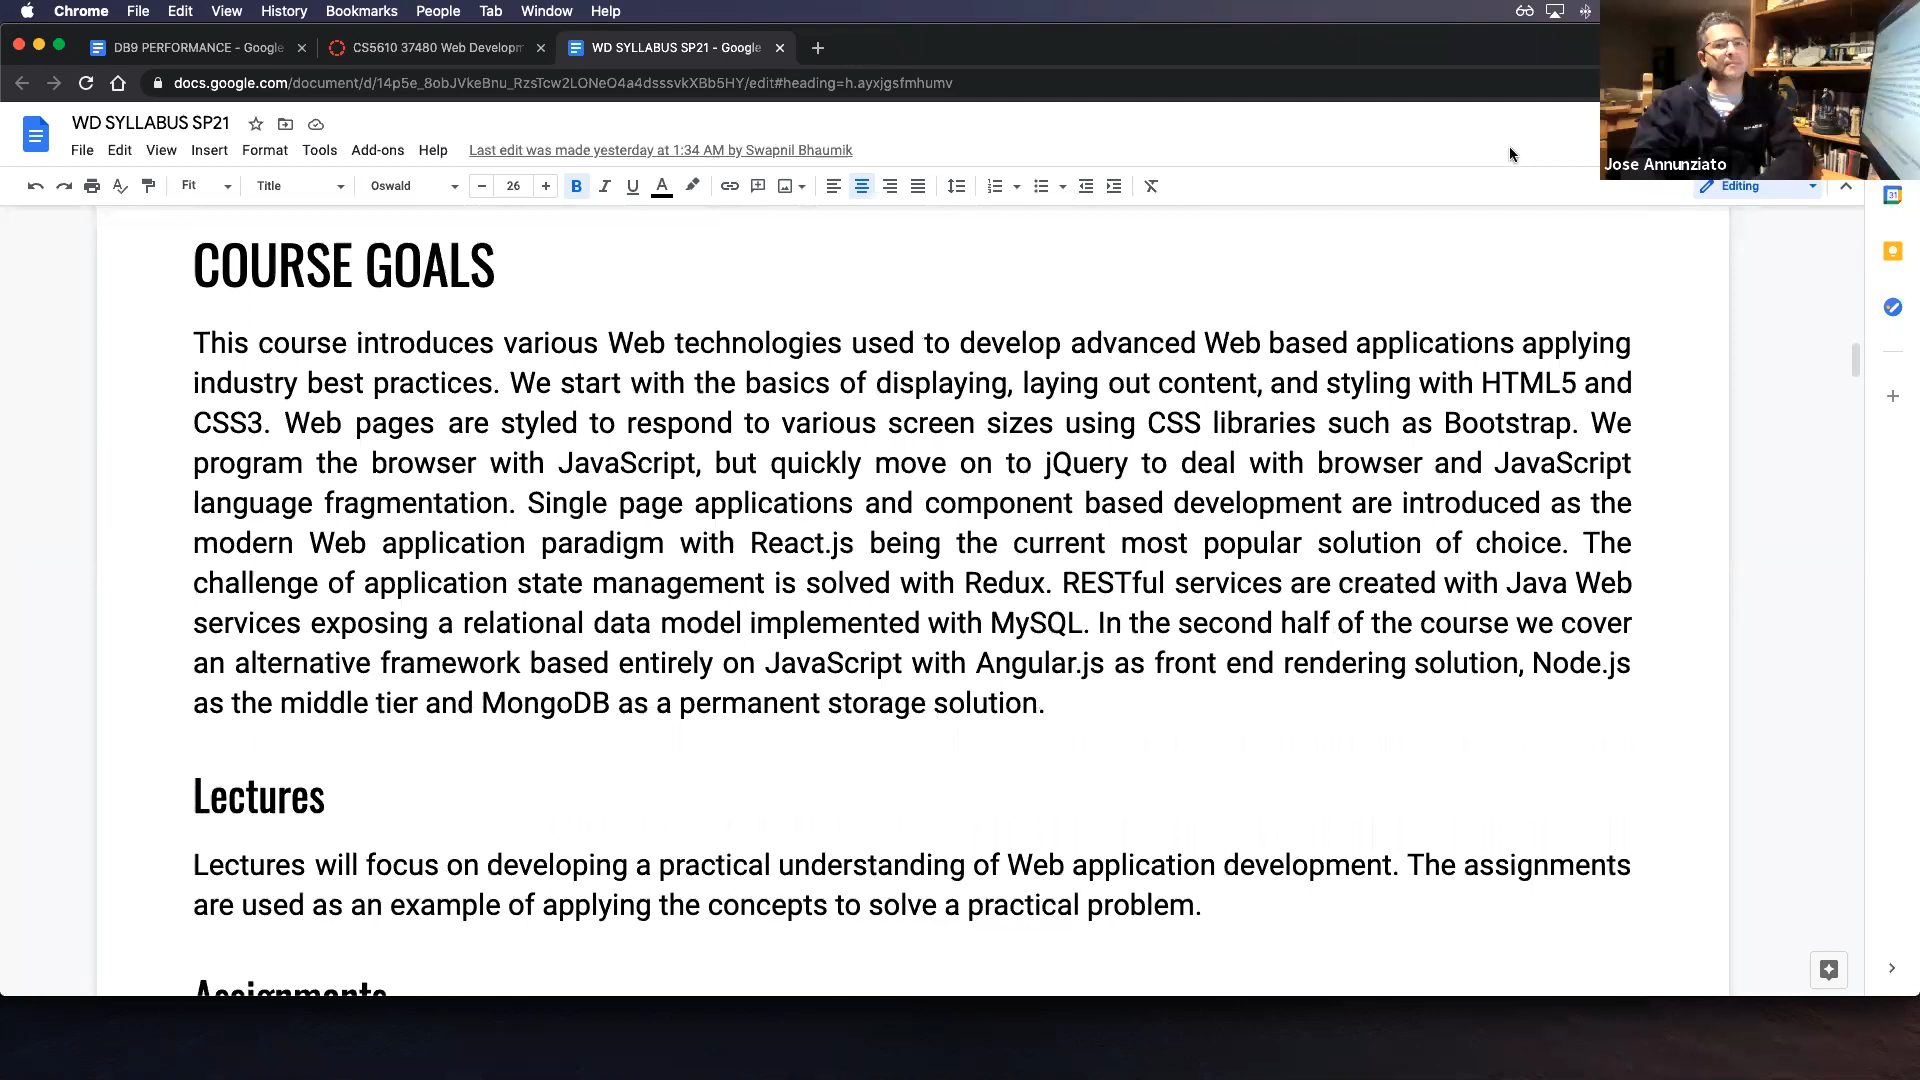 Chrome File Edit View History Bookmarks People Tab Window Help
DB9 PERFORMANCE - Google
CS5610 37480 Web Developm
WD SYLLABUS SP21 - Google
docs.google.com/document/d/14p5e_8obJVkeBnu_RzsTcw2LONeO4a4dsssvkXBb5HY/edit#heading=h.ayxjgsfmhumv
WD SYLLABUS SP21
File Edit View Insert Format Tools Add-ons Help Last edit was made yesterday at 1:34 AM by Swapnil Bhaumik
Jose Annunziato
Fit Title Oswald 26 B I U A Editing
31
COURSE GOALS
This course introduces various Web technologies used to develop advanced Web based applications applying
industry best practices. We start with the basics of displaying, laying out content, and styling with HTML5 and
CSS3. Web pages are styled to respond to various screen sizes using CSS libraries such as Bootstrap. We
program the browser with JavaScript, but quickly move on to jQuery to deal with browser and JavaScript
language fragmentation. Single page applications and component based development are introduced as the
modern Web application paradigm with React.js being the current most popular solution of choice. The
challenge of application state management is solved with Redux. RESTful services are created with Java Web
services exposing a relational data model implemented with MySQL. In the second half of the course we cover
an alternative framework based entirely on JavaScript with Angular.js as front end rendering solution, Node.js
as the middle tier and MongoDB as a permanent storage solution.
Lectures
Lectures will focus on developing a practical understanding of Web application development. The assignments
are used as an example of applying the concepts to solve a practical problem.
Assignments